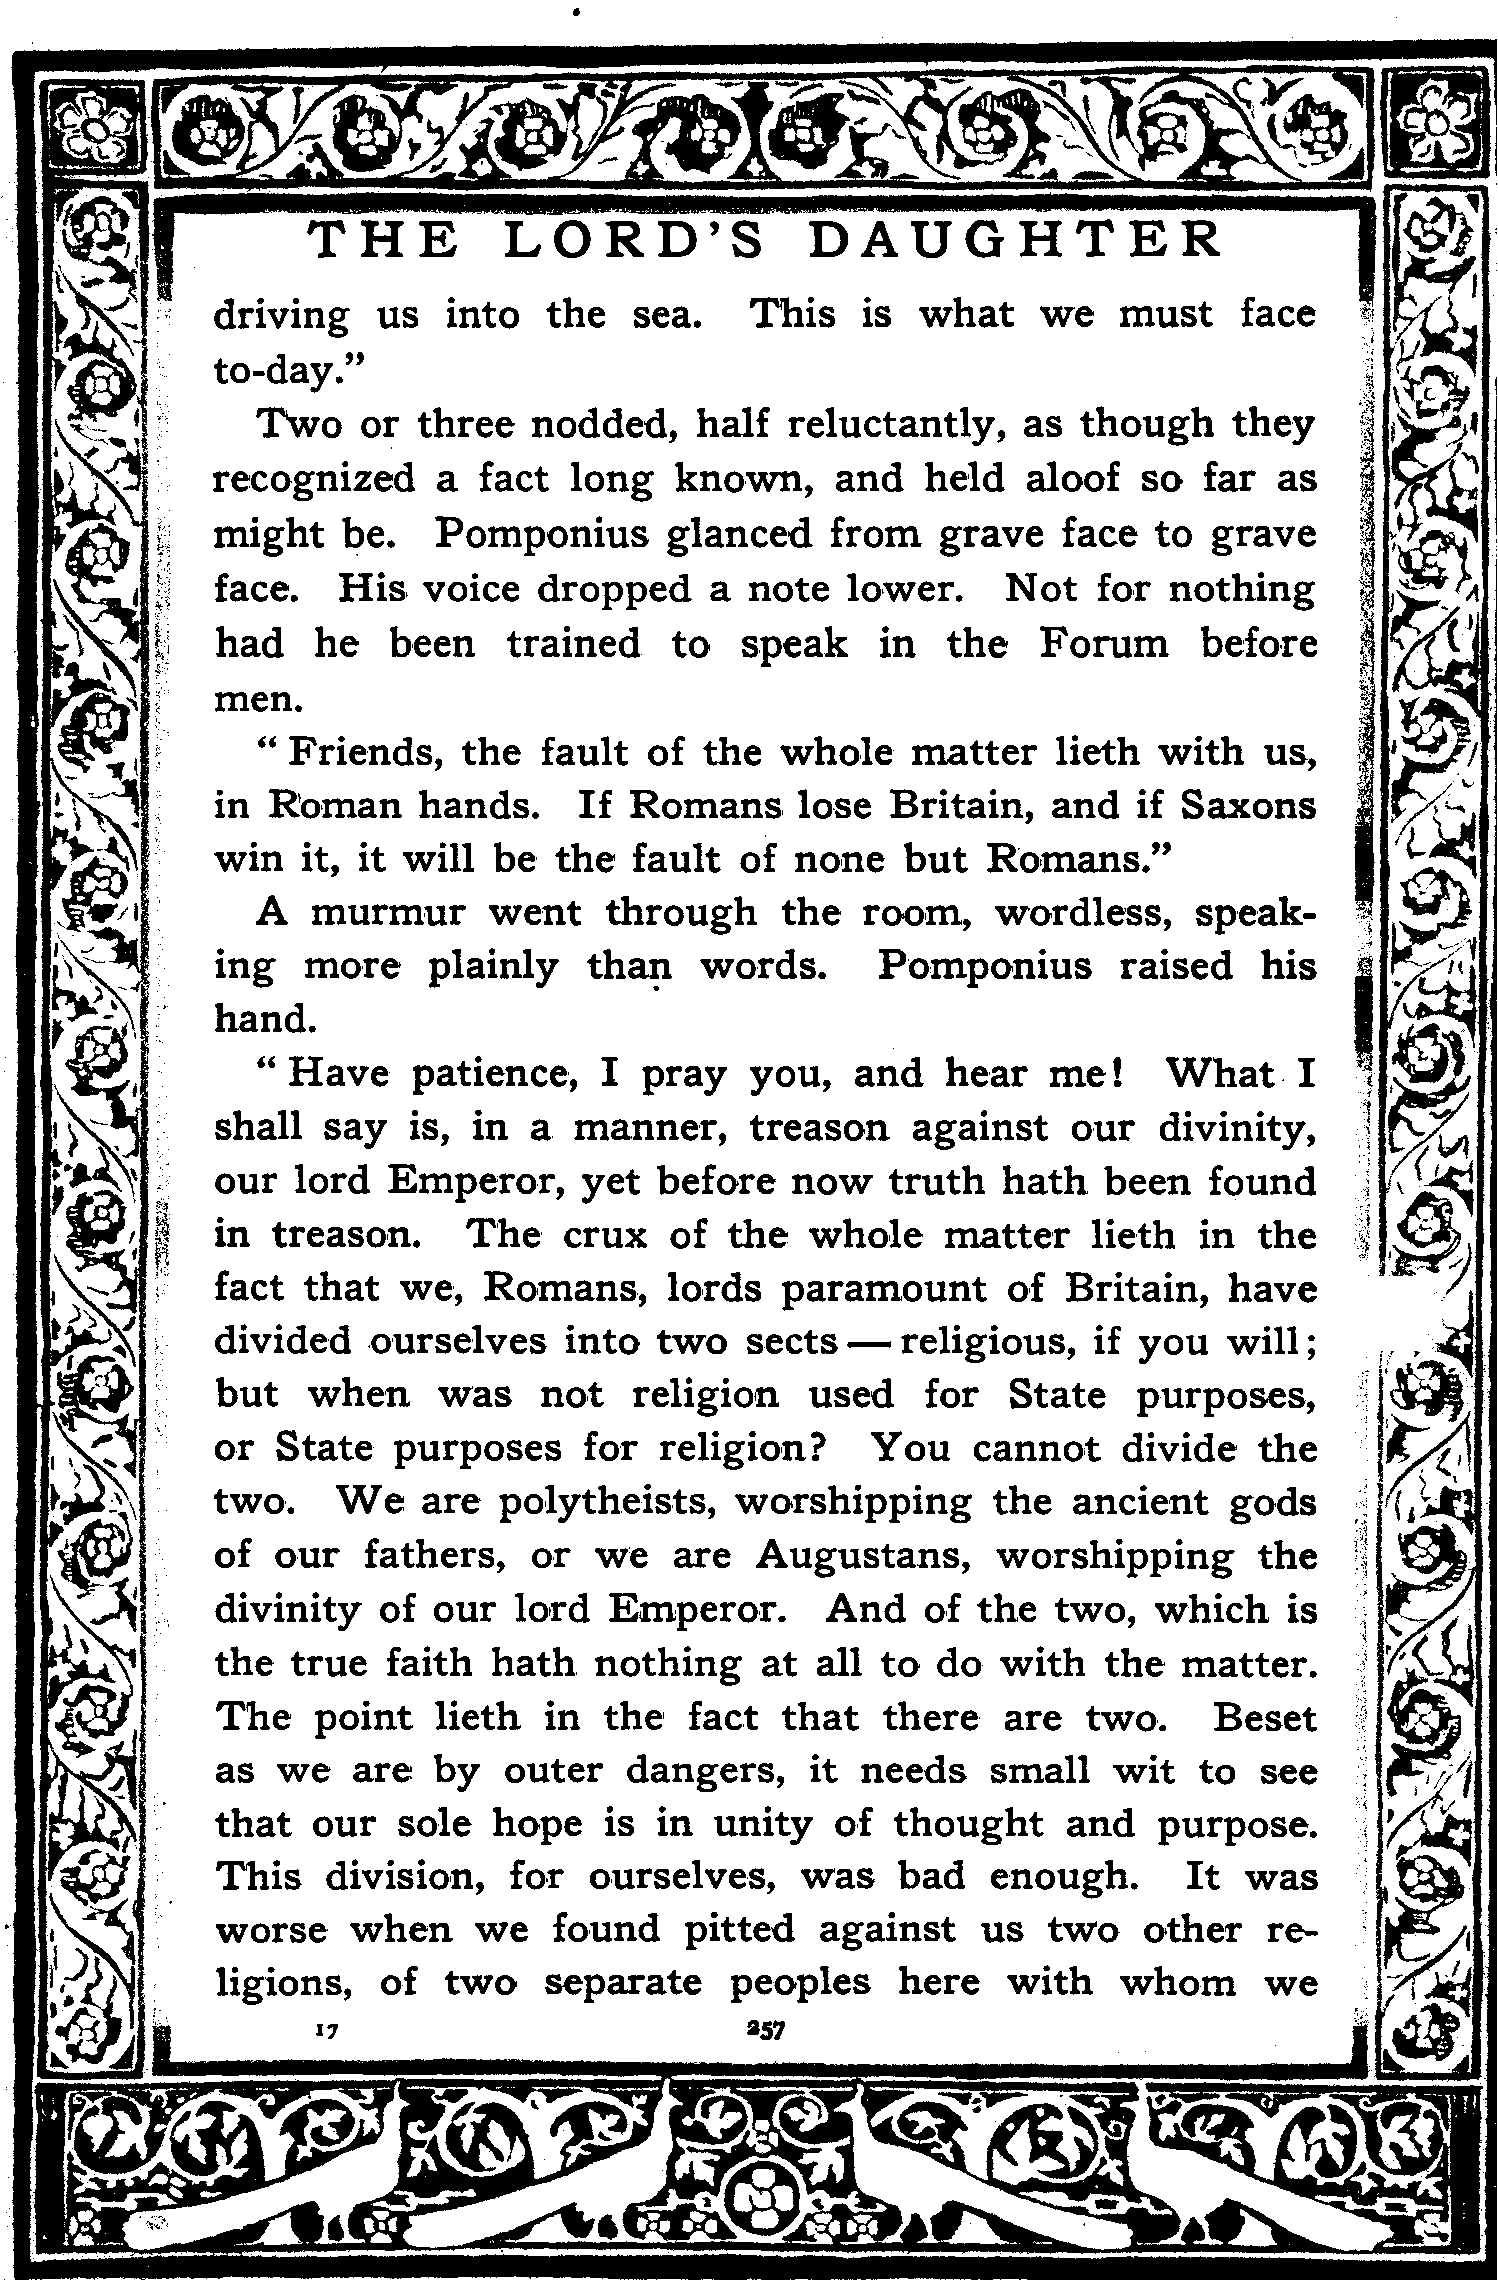 THE LORD'S DAUGHTER
driving us into the sea. This is what we must face
to-day.”
Two or three nodded, half reluctantly, as though they
recognized a fact long known, and held aloof so far as
might be. Pomponius glanced from grave face to grave
face. His voice dropped a note lower. Not for nothing
had he been trained to speak in the Forum before
men.
“ Friends, the fault of the whole matter lieth with us,
in Roman hands. If Romans lose Britain, and if Saxons
win it, it will be the fault of none but Romans.”
A murmur went through the room, wordless, speak-
ing more plainly than words. Pomponius raised his
hand.
“ Have patience, I pray you, and hear me! What I
shall say is, in a manner, treason against our divinity,
our lord Emperor, yet before now truth hath been found
in treason. The crux of the whole matter lieth in the
fact that we, Romans, lords paramount of Britain, have
divided ourselves into two sects — religious, if you will;
but when was not religion used for State purposes,
or State purposes for religion? You cannot divide the
two. We are polytheists, worshipping the ancient gods
of our fathers, or we are Augustans, worshipping the
divinity of our lord Emperor. And of the two, which is
the true faith hath nothing at all to do with the matter.
The point lieth in the fact that there are two. Beset
as we are by outer dangers, it needs small wit to see
that our sole hope is in unity of thought and purpose.
This division, for ourselves, was bad enough. It was
worse when we found pitted against us two other re-
ligions, of two separate peoples here with whom we
17 257